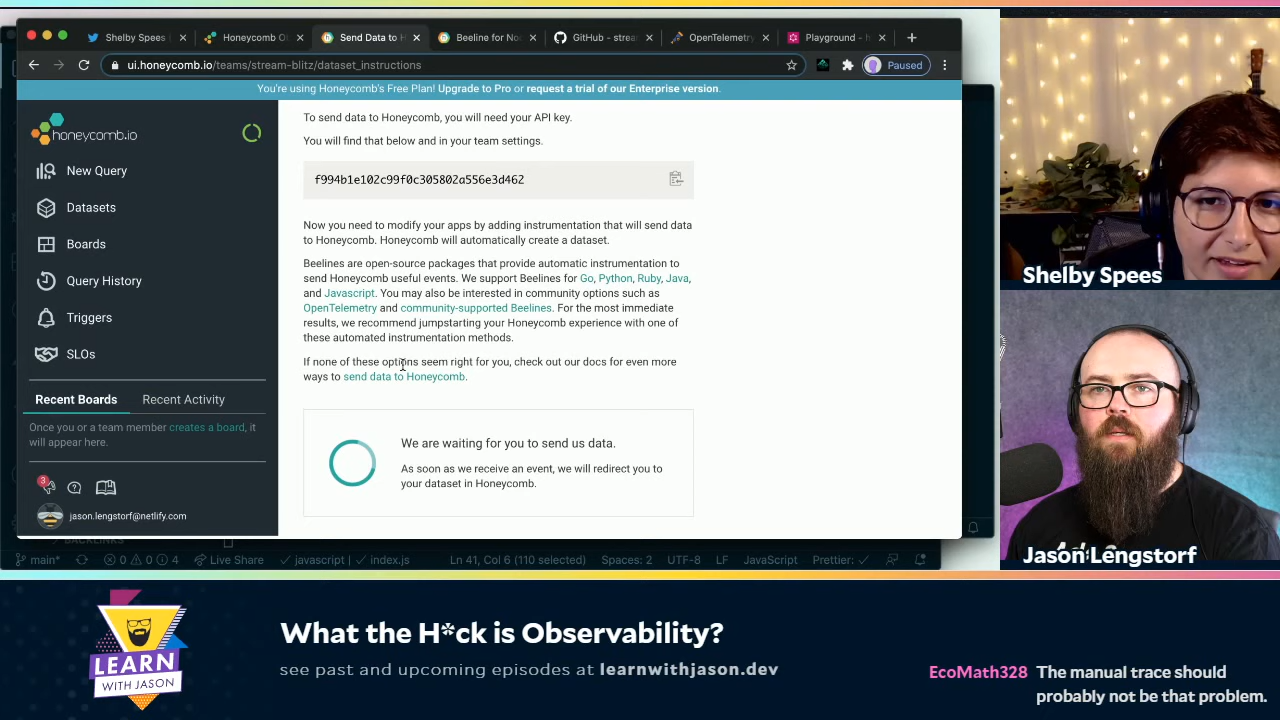 Shelby Spees
Honeycomb O
Send Data to H
Beeline for No
GitHub - strea
OpenTelemetry
Playground - h
ui.honeycomb.io/teams/stream-blitz/dataset_instructions
Paused
You're using Honeycomb's Free Plan! Upgrade to Pro or request a trial of our Enterprise version.
honeycomb.io
New Query
Datasets
Boards
Query History
Triggers
SLOs
Recent Boards
Recent Activity
Once you or a team member creates a board, it
will appear here.
3
jason.lengstorf@netlify.com
To send data to Honeycomb, you will need your API key.
You will find that below and in your team settings.
f994b1e102c99f0c305802a556e3d462
Now you need to modify your apps by adding instrumentation that will send data
to Honeycomb. Honeycomb will automatically create a dataset.
Beelines are open-source packages that provide automatic instrumentation to
send Honeycomb useful events. We support Beelines for Go, Python, Ruby, Java,
and Javascript. You may also be interested in community options such as
OpenTelemetry and community-supported Beelines. For the most immediate
results, we recommend jumpstarting your Honeycomb experience with one of
these automated instrumentation methods.
If none of these options seem right for you, check out our docs for even more
ways to send data to Honeycomb.
We are waiting for you to send us data.
As soon as we receive an event, we will redirect you to
your dataset in Honeycomb.
BACKLINKS
main* 0 0 4 Live Share javascript | index.js Ln 41, Col 6 (110 selected) Spaces: 2 UTF-8 LF JavaScript Prettier: ✓
Shelby Spees
Jason Lengstorf
LEARN
WITH JASON
What the H*ck is Observability?
see past and upcoming episodes at learnwithjason.dev
EcoMath328 The manual trace should
probably not be that problem.